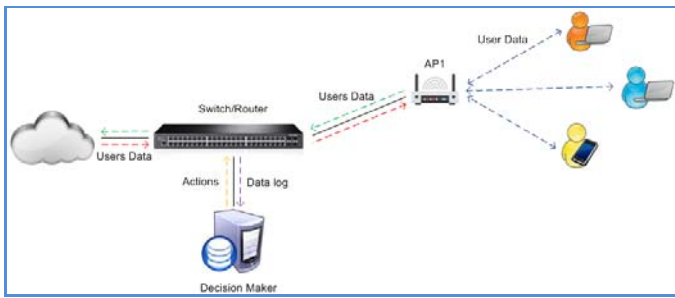 AP1
User Data
Users Data
Switch/Router
Users Data
Actions
Data log
Decision Maker